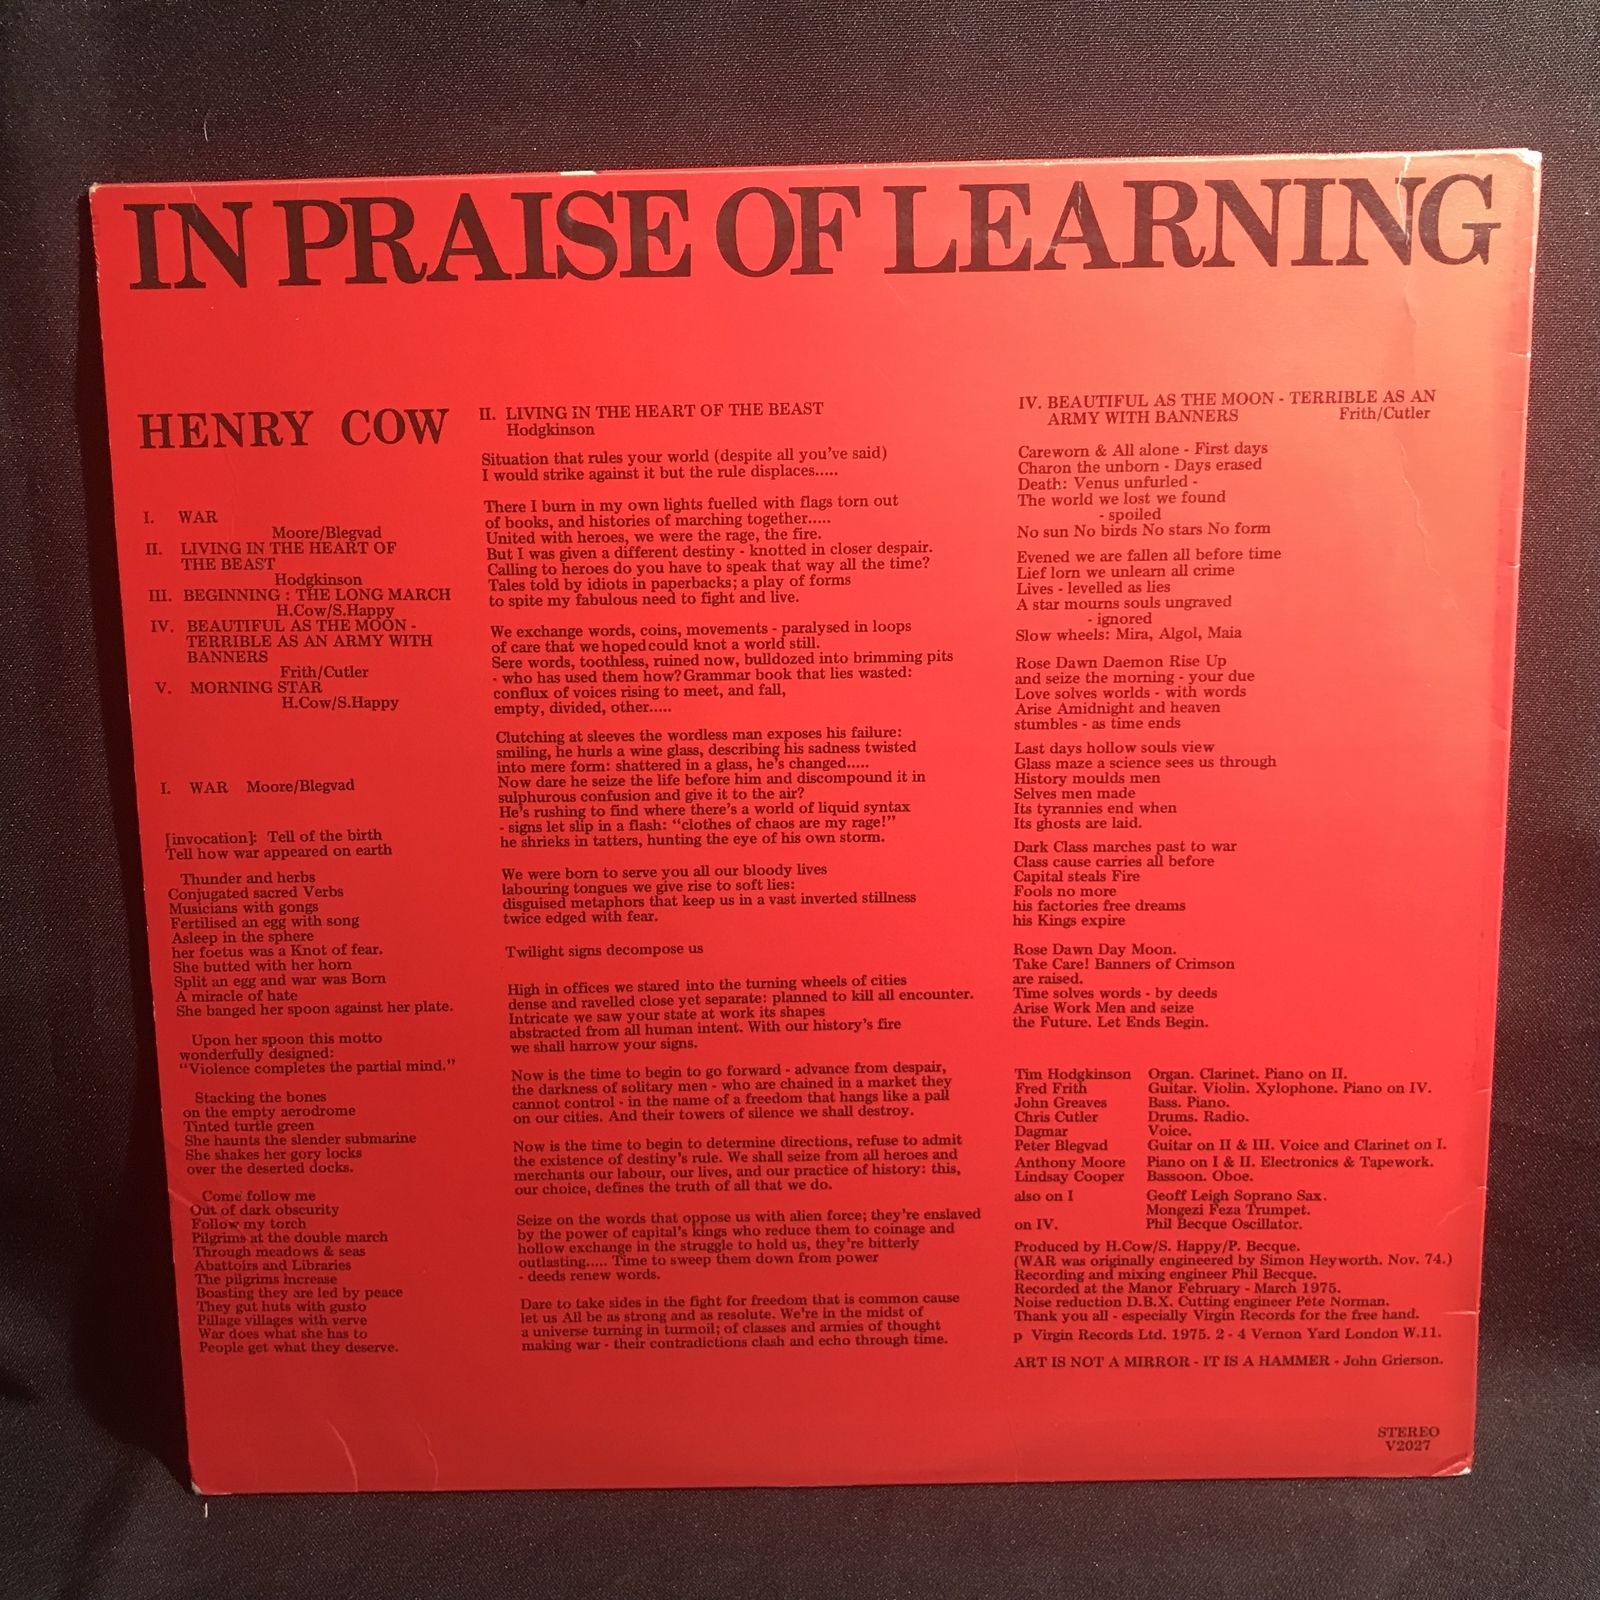 IN PRAISE OF LEARNING
HENRY COW
I. WAR
Moore/Blegvad
II. LIVING IN THE HEART OF
THE BEAST
Hodgkinson
III. BEGINNING : THE LONG MARCH
H.Cow/S.Happy
IV. BEAUTIFUL AS THE MOON -
TERRIBLE AS AN ARMY WITH
BANNERS
Frith/Cutler
V. MORNING STAR
H.Cow/S.Happy
I. WAR Moore/Blegvad
[invocation]: Tell of the birth
Tell how war appeared on earth
Thunder and herbs
Conjugated sacred Verbs
Musicians with gongs
Fertilised an egg with song
Asleep in the sphere
her foetus was a Knot of fear.
She butted with her horn
Split an egg and war was Born
A miracle of hate
She banged her spoon against her plate.
Upon her spoon this motto
wonderfully designed:
"Violence completes the partial mind."
Stacking the bones
on the empty aerodrome
Tinted turtle green
She haunts the slender submarine
She shakes her gory locks
over the deserted docks.
Come follow me
Out of dark obscurity
Follow my torch
Pilgrims at the double march
Through meadows & seas
Abattoirs and Libraries
The pilgrims increase
Boasting they are led by peace
They gut huts with gusto
Pillage villages with verve
War does what she has to
People get what they deserve.
II. LIVING IN THE HEART OF THE BEAST
Hodgkinson
Situation that rules your world (despite all you've said)
I would strike against it but the rule displaces.....
There I burn in my own lights fuelled with flags torn out
of books, and histories of marching together.....
United with heroes, we were the rage, the fire.
But I was given a different destiny - knotted in closer despair.
Calling to heroes do you have to speak that way all the time?
Tales told by idiots in paperbacks; a play of forms
to spite my fabulous need to fight and live.
We exchange words, coins, movements - paralysed in loops
of care that we hoped could knot a world still.
Sere words, toothless, ruined now, bulldozed into brimming pits
- who has used them how? Grammar book that lies wasted:
conflux of voices rising to meet, and fall,
empty, divided, other.....
Clutching at sleeves the wordless man exposes his failure:
smiling, he hurls a wine glass, describing his sadness twisted
into mere form: shattered in a glass, he's changed.....
Now dare he seize the life before him and discompound it in
sulphurous confusion and give it to the air?
He's rushing to find where there's a world of liquid syntax
- signs let slip in a flash: "clothes of chaos are my rage!"
he shrieks in tatters, hunting the eye of his own storm.
We were born to serve you all our bloody lives
labouring tongues we give rise to soft lies:
disguised metaphors that keep us in a vast inverted stillness
twice edged with fear.
Twilight signs decompose us
High in offices we stared into the turning wheels of cities
dense and ravelled close yet separate: planned to kill all encounter.
Intricate we saw your state at work its shapes
abstracted from all human intent. With our history's fire
we shall harrow your signs.
Now is the time to begin to go forward - advance from despair,
the darkness of solitary men - who are chained in a market they
cannot control - in the name of a freedom that hangs like a pall
on our cities. And their towers of silence we shall destroy.
Now is the time to begin to determine directions, refuse to admit
the existence of destiny's rule. We shall seize from all heroes and
merchants our labour, our lives, and our practice of history: this,
our choice, defines the truth of all that we do.
Seize on the words that oppose us with alien force; they're enslaved
by the power of capital's kings who reduce them to coinage and
hollow exchange in the struggle to hold us, they're bitterly
outlasting..... Time to sweep them down from power
- deeds renew words.
Dare to take sides in the fight for freedom that is common cause
let us All be as strong and as resolute. We're in the midst of
a universe turning in turmoil; of classes and armies of thought
making war - their contradictions clash and echo through time.
IV. BEAUTIFUL AS THE MOON - TERRIBLE AS AN
ARMY WITH BANNERS Frith/Cutler
Careworn & All alone - First days
Charon the unborn - Days erased
Death: Venus unfurled -
The world we lost we found
- spoiled
No sun No birds No stars No form
Evened we are fallen all before time
Lief lorn we unlearn all crime
Lives - levelled as lies
A star mourns souls ungraved
- ignored
Slow wheels: Mira, Algol, Maia
Rose Dawn Daemon Rise Up
and seize the morning - your due
Love solves worlds - with words
Arise Amidnight and heaven
stumbles - as time ends
Last days hollow souls view
Glass maze a science sees us through
History moulds men
Selves men made
Its tyrannies end when
Its ghosts are laid.
Dark Class marches past to war
Class cause carries all before
Capital steals Fire
Fools no more
his factories free dreams
his Kings expire
Rose Dawn Day Moon.
Take Care! Banners of Crimson
are raised.
Time solves words - by deeds
Arise Work Men and seize
the Future. Let Ends Begin.
Tim Hodgkinson Organ. Clarinet. Piano on II.
Fred Frith Guitar. Violin. Xylophone. Piano on IV.
John Greaves Bass. Piano.
Chris Cutler Drums. Radio.
Dagmar Voice.
Peter Blegvad Guitar on II & III. Voice and Clarinet on I.
Anthony Moore Piano on I & II. Electronics & Tapework.
Lindsay Cooper Bassoon. Oboe.
also on I Geoff Leigh Soprano Sax.
Mongezi Feza Trumpet.
on IV. Phil Becque Oscillator.
Produced by H.Cow/S. Happy/P. Becque.
(WAR was originally engineered by Simon Heyworth. Nov. 74.)
Recording and mixing engineer Phil Becque.
Recorded at the Manor February - March 1975.
Noise reduction D.B.X. Cutting engineer Pete Norman.
Thank you all - especially Virgin Records for the free hand.
p Virgin Records Ltd. 1975. 2 - 4 Vernon Yard London W.11.
ART IS NOT A MIRROR - IT IS A HAMMER - John Grierson.
STEREO
V2027